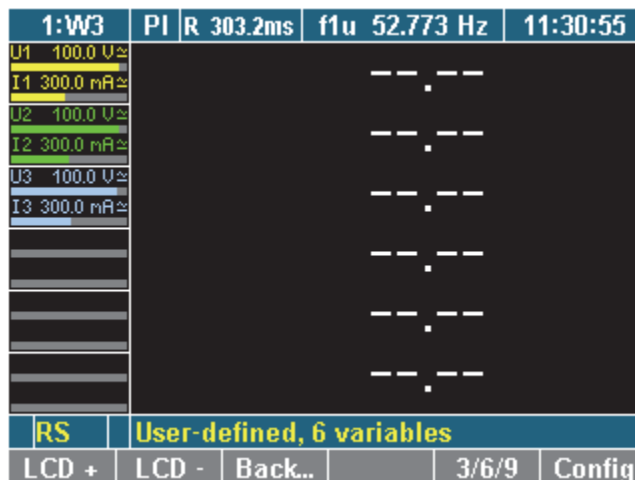 1:W3 PI R 303.2ms f1u 52.773 Hz 11:30:55
U1 100.0 V≃
I1 300.0 mA≃
U2 100.0 V≃
I2 300.0 mA≃
U3 100.0 V≃
I3 300.0 mA≃
--.--
--.--
--.--
--.--
--.--
--.--
RS User-defined, 6 variables
LCD + LCD - Back... 3/6/9 Config